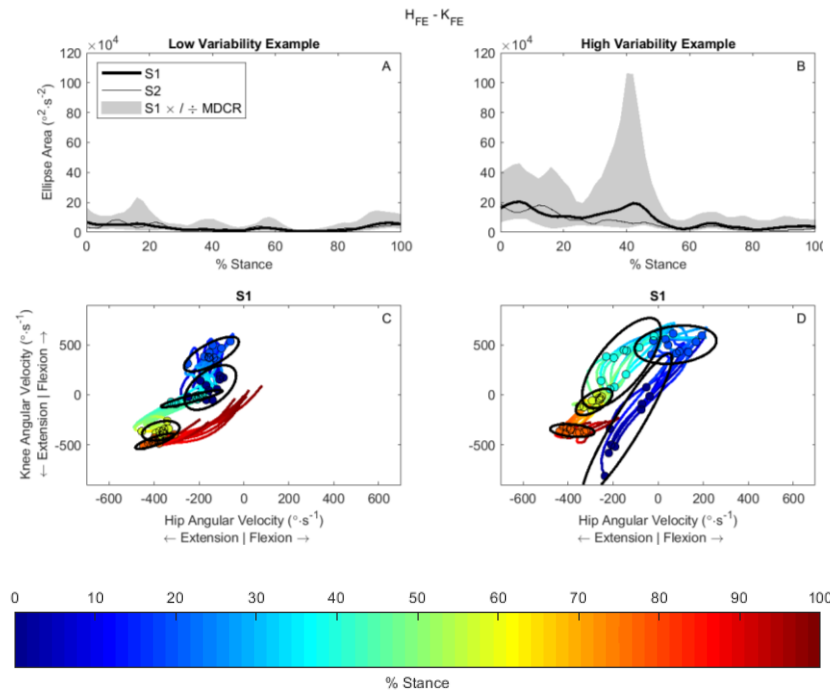 H_FE - K_FE
Low Variability Example
High Variability Example
×10⁴
×10⁴
A
B
S1
S2
S1 × / ÷ MDCR
120
100
80
60
40
20
0
120
100
80
60
40
20
0
Ellipse Area (°²·s⁻²)
0 20 40 60 80 100
0 20 40 60 80 100
% Stance
% Stance
S1
S1
C
D
500
0
-500
500
0
-500
Knee Angular Velocity (°·s⁻¹)
← Extension | Flexion →
-600 -400 -200 0 200 400 600
-600 -400 -200 0 200 400 600
Hip Angular Velocity (°·s⁻¹)
← Extension | Flexion →
Hip Angular Velocity (°·s⁻¹)
← Extension | Flexion →
0 10 20 30 40 50 60 70 80 90 100
% Stance